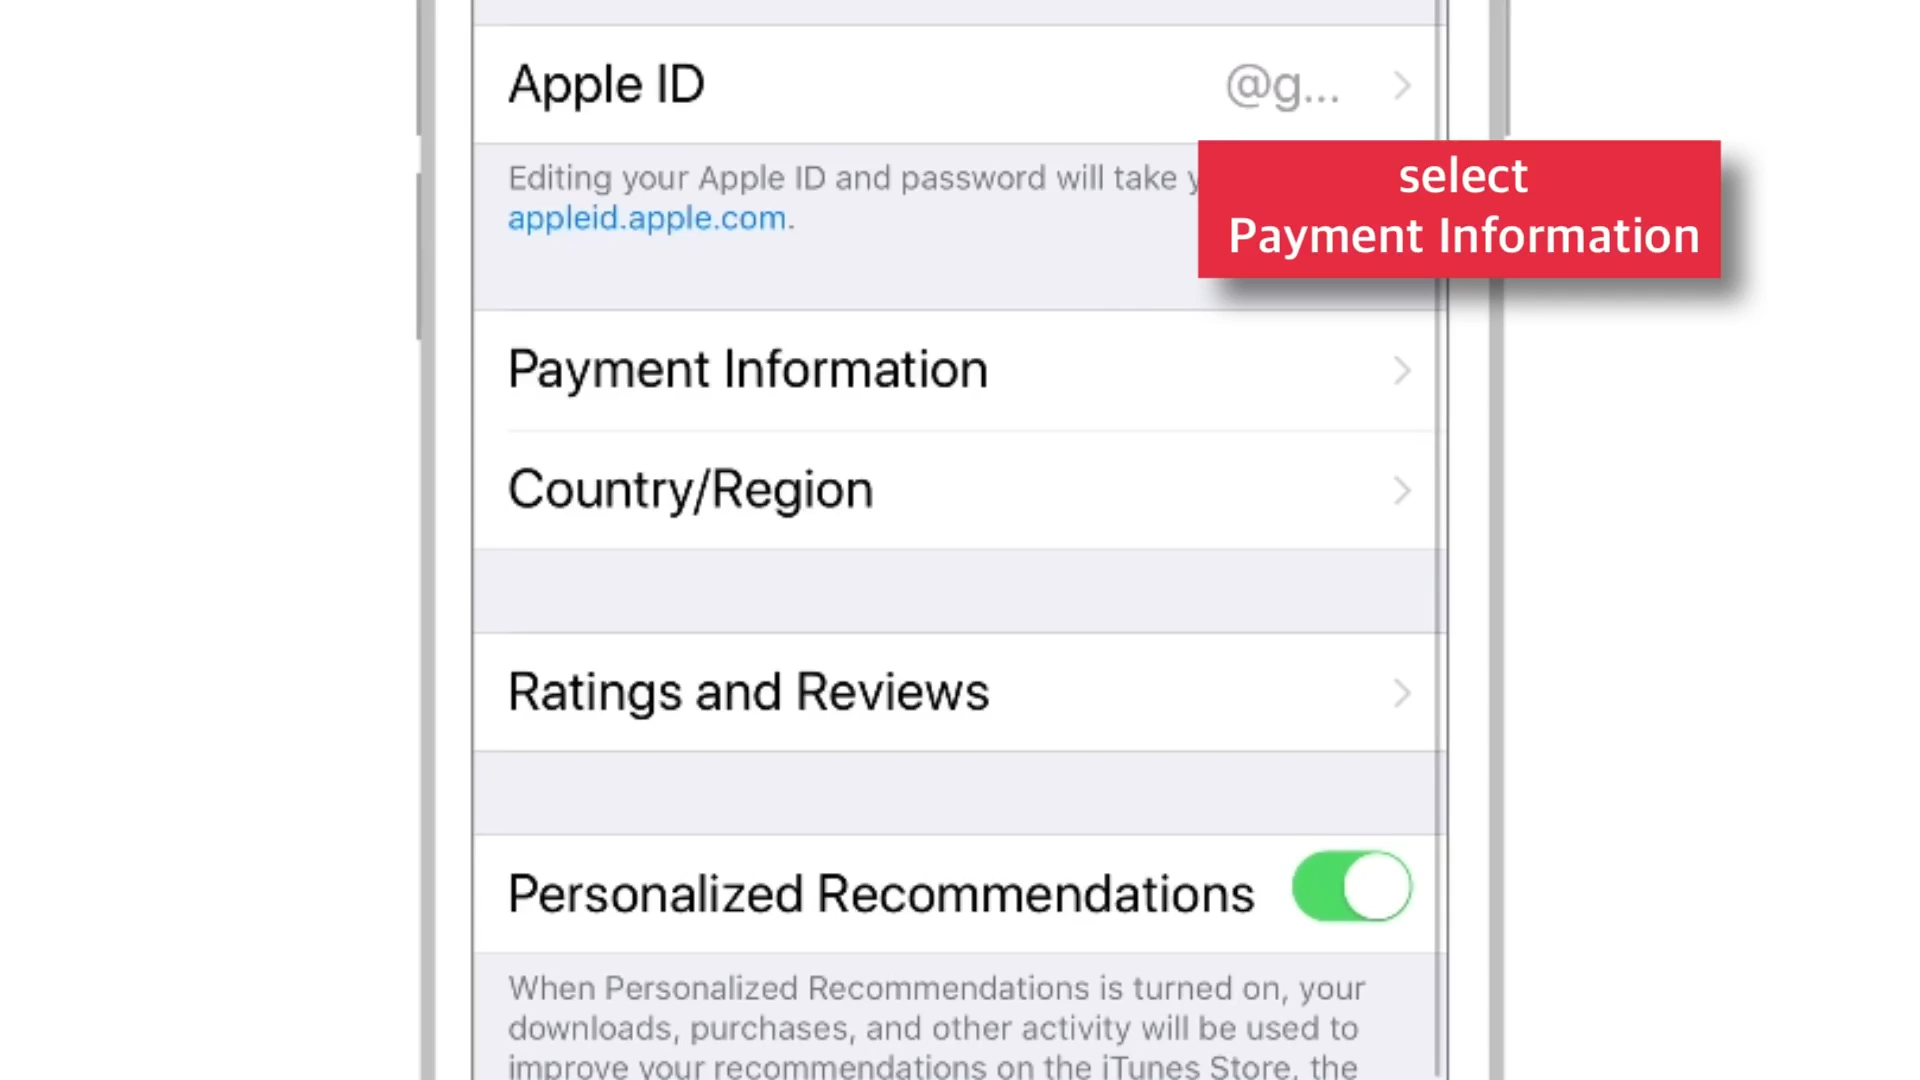 Apple ID @g...
Editing your Apple ID and password will take
appleid.apple.com.
select
Payment Information
Payment Information
Country/Region
Ratings and Reviews
Personalized Recommendations
When Personalized Recommendations is turned on, your
downloads, purchases, and other activity will be used to
improve your recommendations on the iTunes Store, the